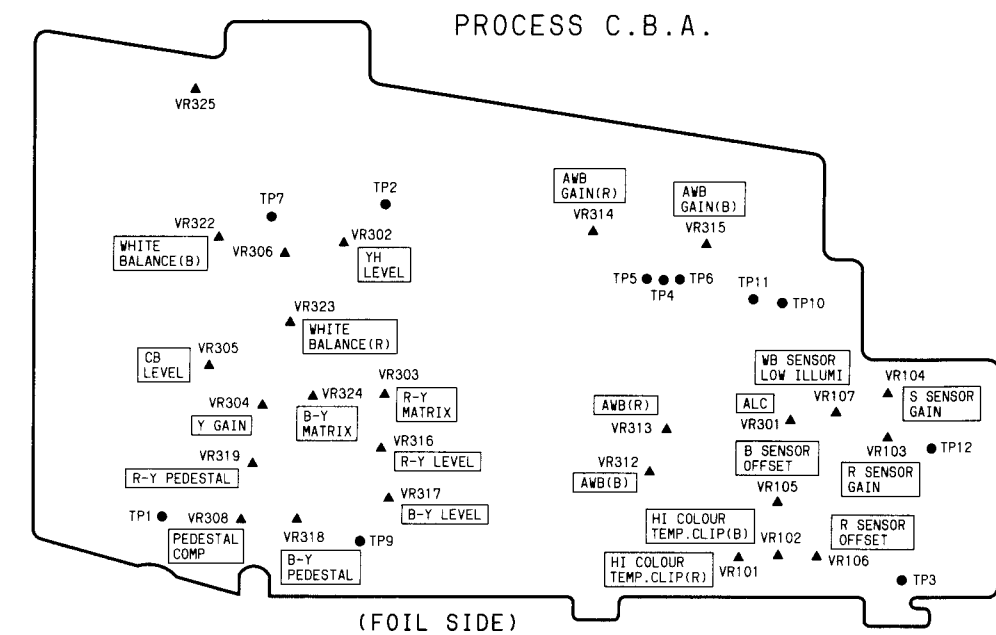 PROCESS C.B.A.
VR325
AWB
GAIN(R)
VR314
AWB
GAIN(B)
VR315
TP7
TP2
VR322
WHITE
BALANCE(B)
VR306
VR302
YH
LEVEL
TP5
TP4
TP6
TP11
TP10
VR323
WHITE
BALANCE(R)
CB
LEVEL
VR305
WB SENSOR
LOW ILLUMI
VR107
VR104
S SENSOR
GAIN
VR304
Y GAIN
VR324
B-Y
MATRIX
VR303
R-Y
MATRIX
AWB(R)
VR313
ALC
VR301
VR103
R SENSOR
GAIN
TP12
VR319
R-Y PEDESTAL
VR316
R-Y LEVEL
VR312
AWB(B)
B SENSOR
OFFSET
VR105
VR317
B-Y LEVEL
TP1
VR308
PEDESTAL
COMP
VR318
B-Y
PEDESTAL
TP9
HI COLOUR
TEMP.CLIP(B)
VR102
R SENSOR
OFFSET
VR106
HI COLOUR
TEMP.CLIP(R)
VR101
TP3
(FOIL SIDE)